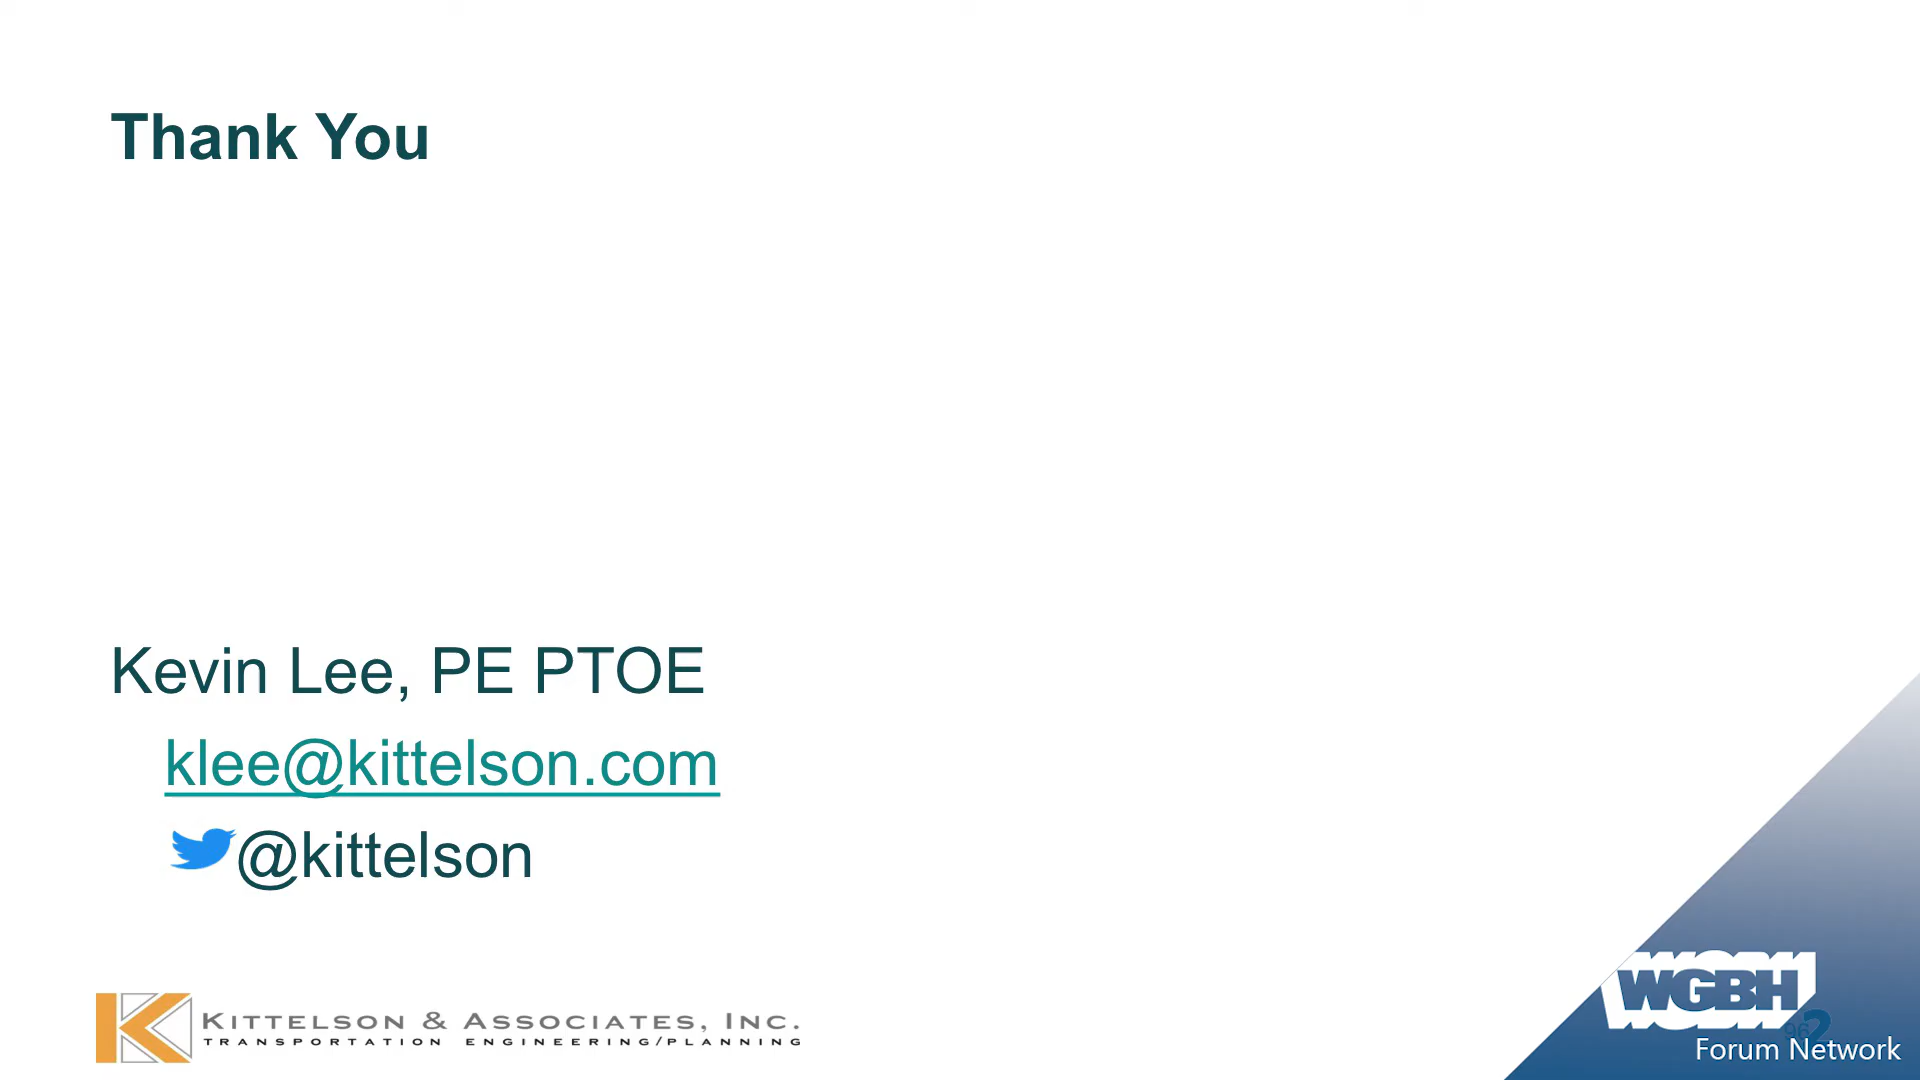 Thank You
Kevin Lee, PE PTOE
klee@kittelson.com
@kittelson
KITTELSON & ASSOCIATES, INC.
TRANSPORTATION ENGINEERING/PLANNING
WGBH
Forum Network